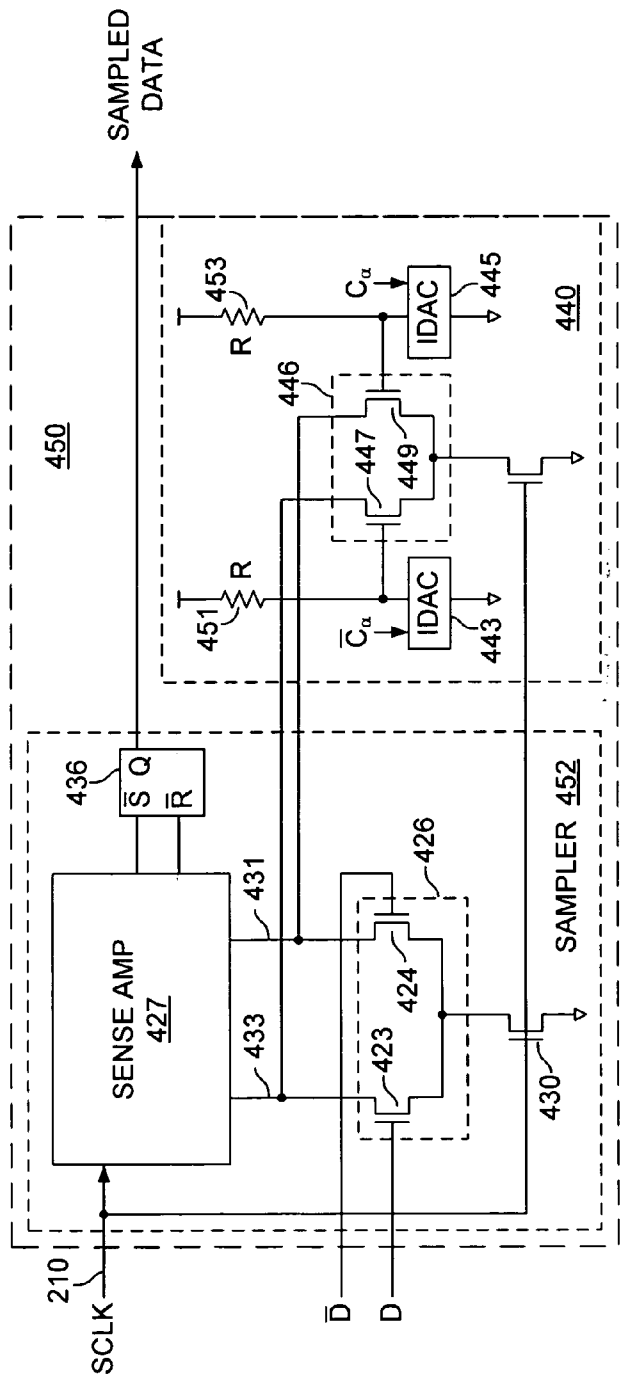 SCLK
210
D̅
D
SENSE AMP
427
433
431
423
424
426
430
SAMPLER 452
436
S̅ Q
R̅
SAMPLED
DATA
450
451
R
C̅α
IDAC
443
447
449
446
R
453
Cα
IDAC
445
440